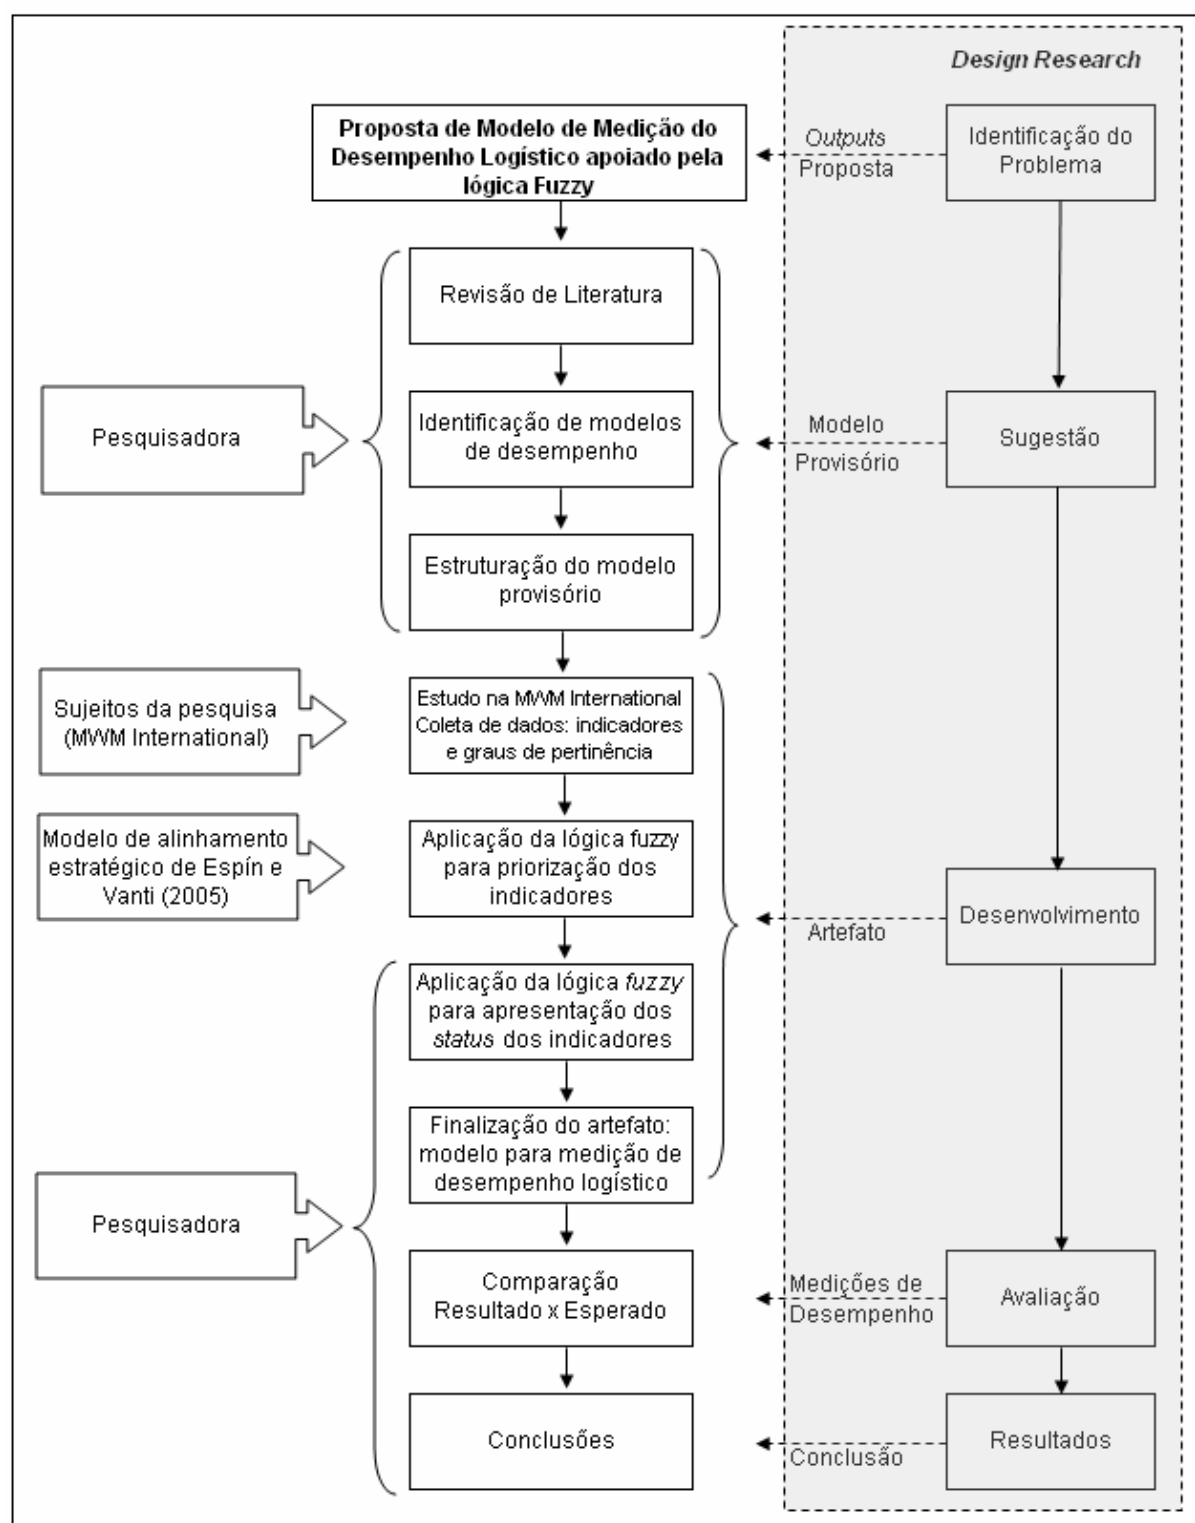 Design Research
Proposta de Modelo de Medição do
Desempenho Logístico apoiado pela
lógica Fuzzy
Outputs
Proposta
Identificação do
Problema
Revisão de Literatura
Pesquisadora
Identificação de modelos
de desempenho
Modelo
Provisório
Sugestão
Estruturação do modelo
provisório
Sujeitos da pesquisa
(MWM International)
Estudo na MWM International
Coleta de dados: indicadores
e graus de pertinência
Modelo de alinhamento
estratégico de Espín e
Vanti (2005)
Aplicação da lógica fuzzy
para priorização dos
indicadores
Artefato
Desenvolvimento
Aplicação da lógica fuzzy
para apresentação dos
status dos indicadores
Finalização do artefato:
modelo para medição de
desempenho logístico
Pesquisadora
Comparação
Resultado x Esperado
Medições de
Desempenho
Avaliação
Conclusões
Conclusão
Resultados